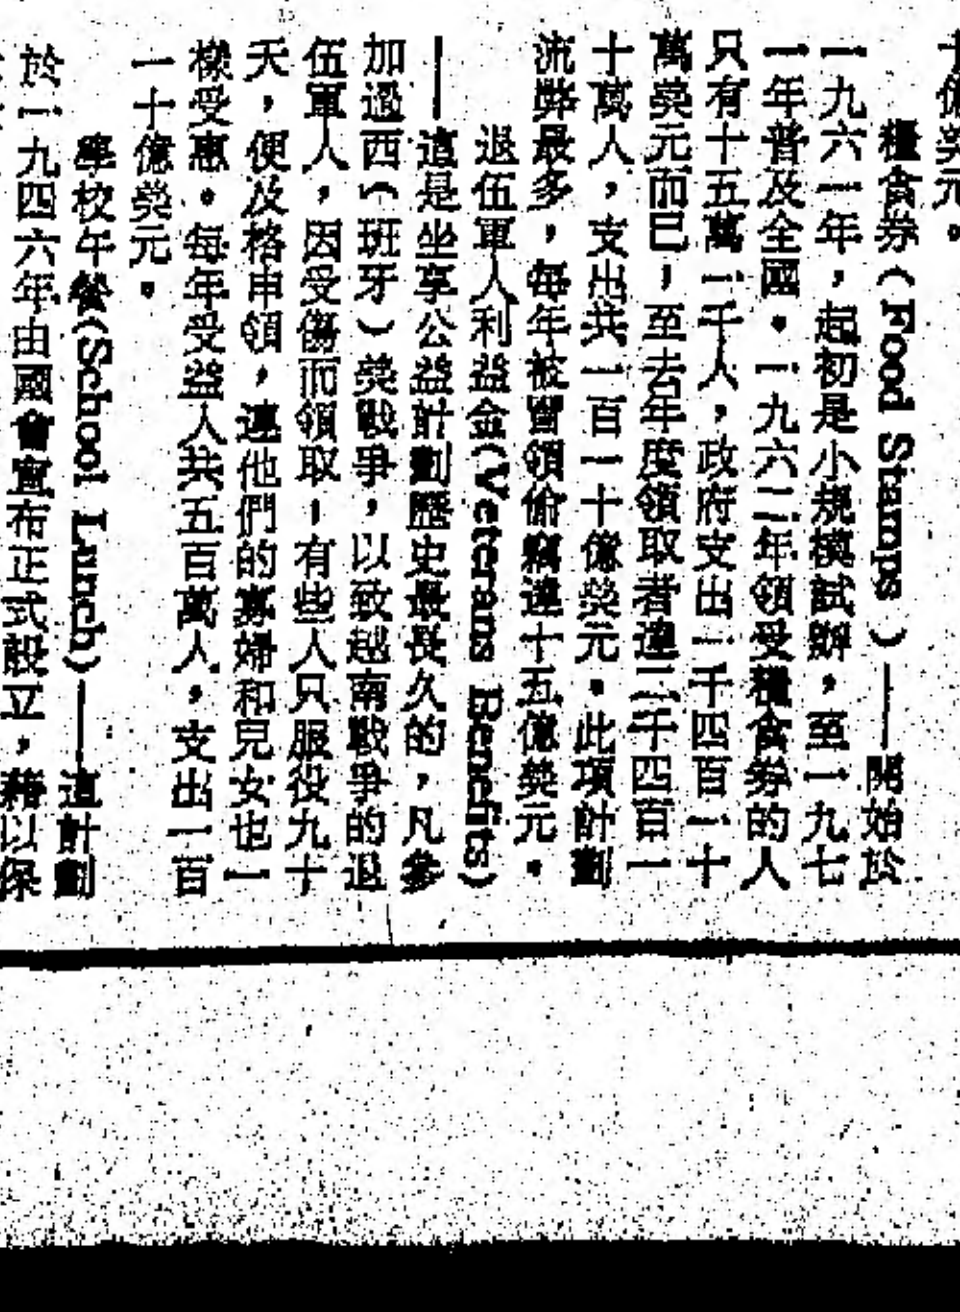 十億美元。
糧食券（Food Stamps）——開始於
一九六一年，起初是小規模試辦，至一九七
一年普及全國。一九六二年領受糧食券的人
只有十五萬一千人，政府支出一千四百一十
萬美元而已，至去年度領取者達二千四百一
十萬人，支出共一百一十億美元。此項計劃
流弊最多，每年被冒領偷竊達十五億美元。
退伍軍人利益金(Veterans Benefits)
——這是坐享公益計劃歷史最長久的，凡參
加過西（班牙）美戰爭，以致越南戰爭的退
伍軍人，因受傷而領取，有些人只服役九十
天，便及格申領，連他們的寡婦和兒女也一
樣受惠。每年受益人共五百萬人，支出一百
一十億美元。
學校午餐(School Lunch)——這計劃
於一九四六年由國會宣布正式設立，藉以保